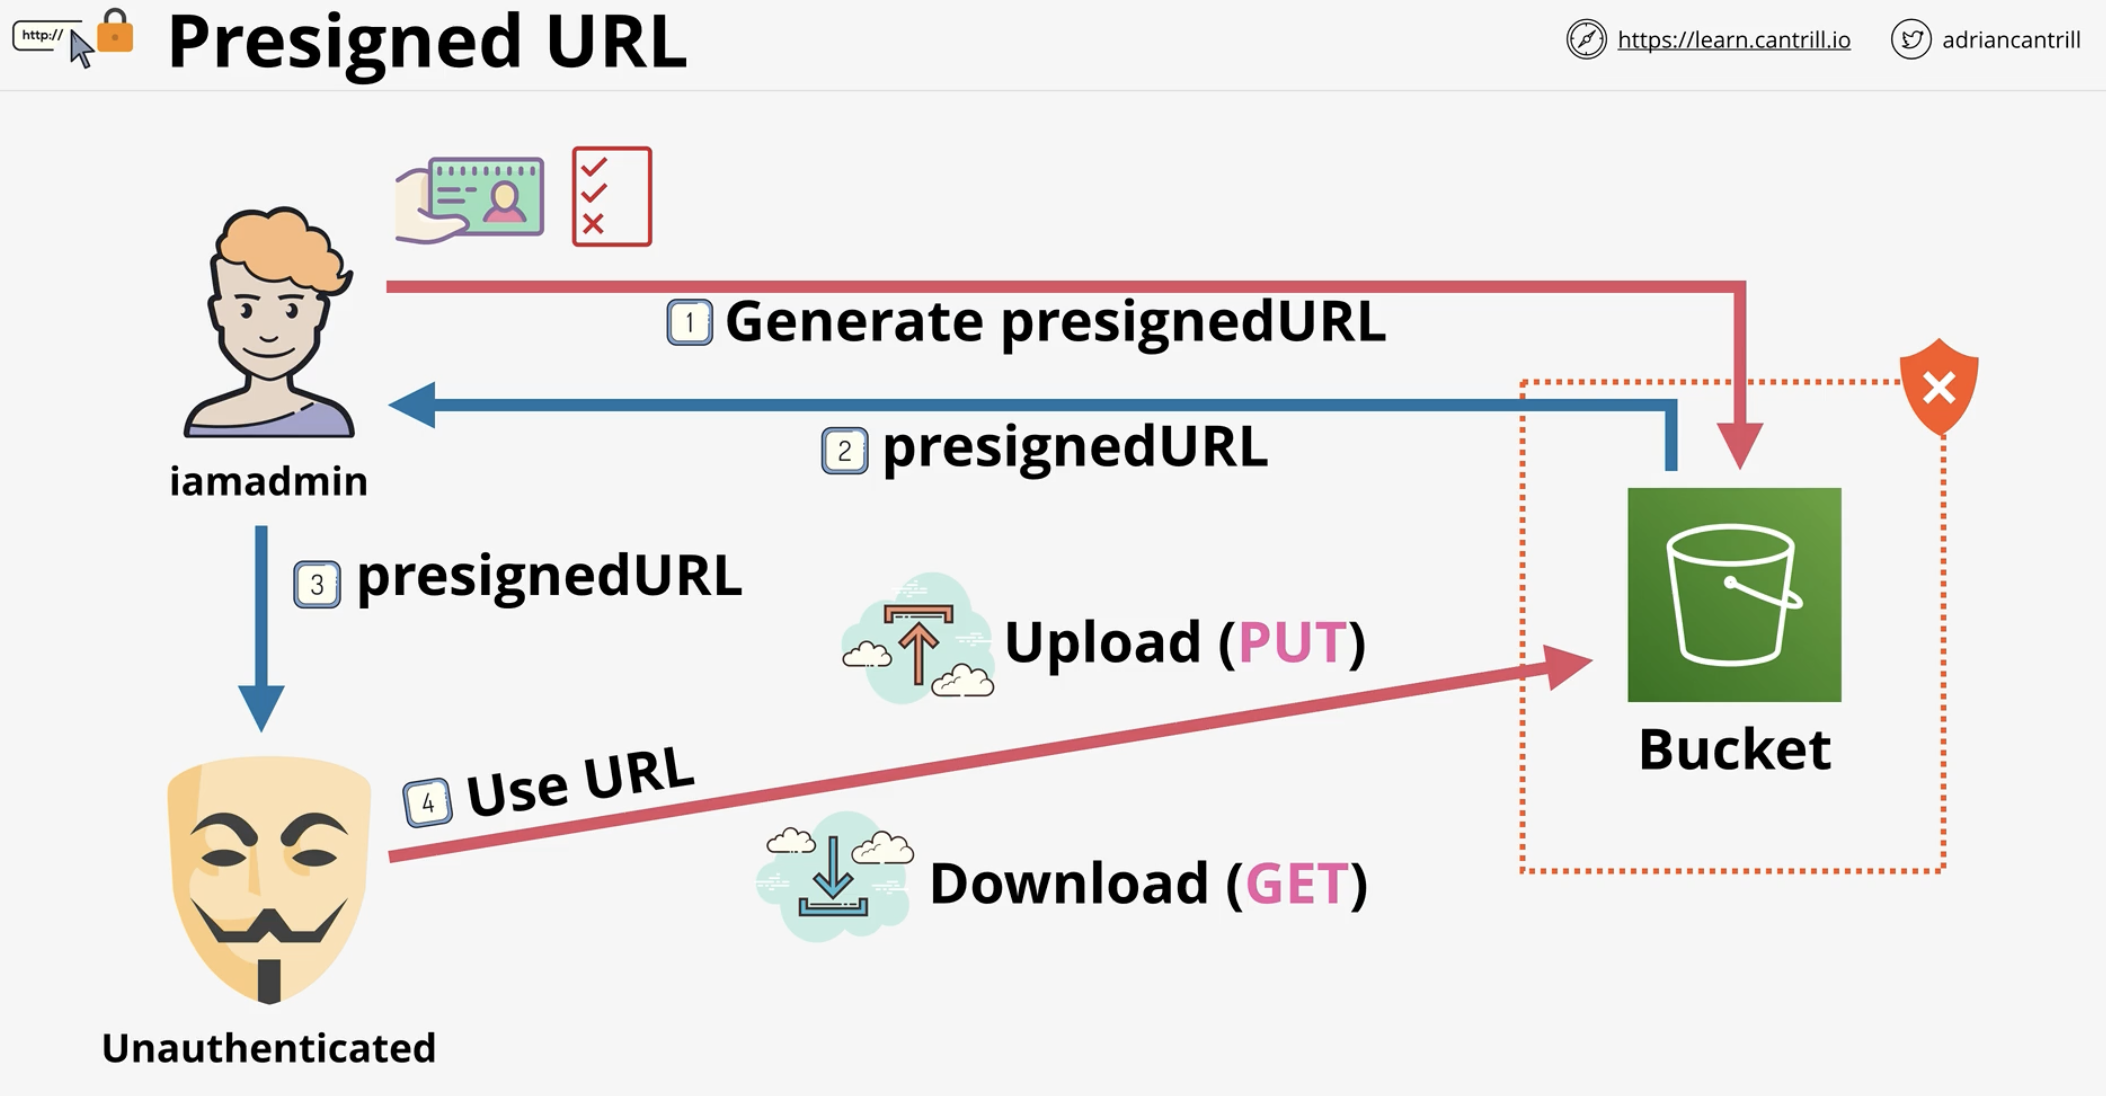 http://
Presigned URL
https://learn.cantrill.io
adriancantrill
1 Generate presignedURL
2 presignedURL
iamadmin
3 presignedURL
Upload (PUT)
4 Use URL
Bucket
Download (GET)
Unauthenticated